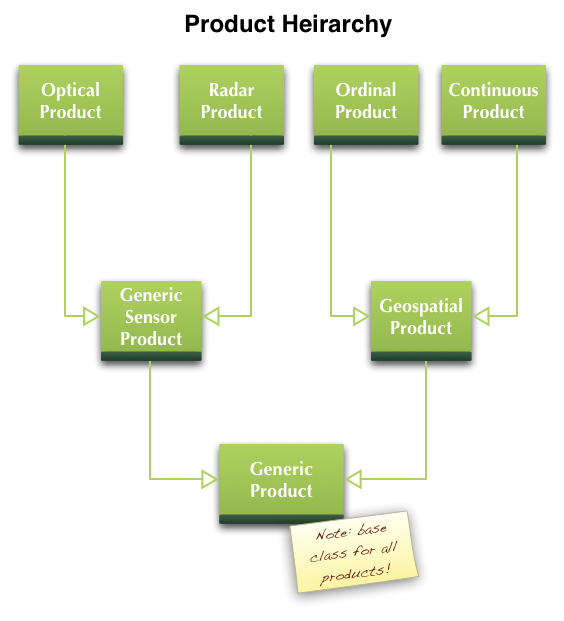 Product Heirarchy
Optical
Product
Radar
Product
Ordinal
Product
Continuous
Product
Generic
Sensor
Product
Geospatial
Product
Generic
Product
Note: base
class for all
products!